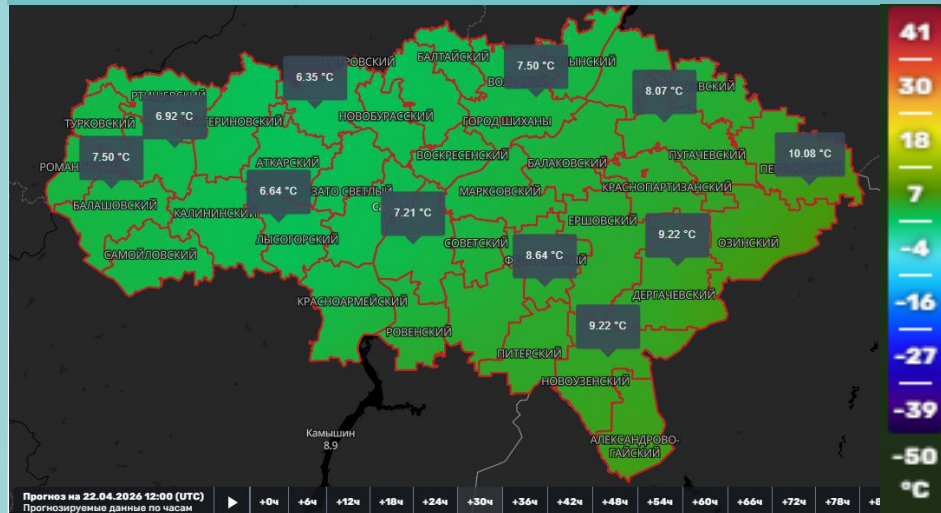 ПЕТРОВСКИЙ
БАЛТАЙСКИЙ
7.50 °C
6.35 °C
8.07 °C
6.92 °C
ТУРКОВСКИЙ
НОВОБУРАССКИЙ
ГОРОД ШИХАНЫ
7.50 °C
АТКАРСКИЙ
ВОСКРЕСЕНСКИЙ
БАЛАКОВСКИЙ
ПУГАЧЕВСКИЙ
10.08 °C
6.64 °C
ЗАТО СВЕТЛЫЙ
МАРКСОВСКИЙ
КРАСНОПАРТИЗАНСКИЙ
БАЛАШОВСКИЙ
КАЛИНИНСКИЙ
7.21 °C
ЕРШОВСКИЙ
9.22 °C
ЛЫСОГОРСКИЙ
СОВЕТСКИЙ
ОЗИНСКИЙ
САМОЙЛОВСКИЙ
8.64 °C
КРАСНОАРМЕЙСКИЙ
ДЕРГАЧЕВСКИЙ
РОВЕНСКИЙ
9.22 °C
ПИТЕРСКИЙ
НОВОУЗЕНСКИЙ
Камышин
8.9
АЛЕКСАНДРОВО-
ГАЙСКИЙ
41
30
18
7
-4
-16
-27
-39
-50
°C
Прогноз на 22.04.2026 12:00 (UTC)
Прогнозируемые данные по часам
+0ч +6ч +12ч +18ч +24ч +30ч +36ч +42ч +48ч +54ч +60ч +66ч +72ч +78ч